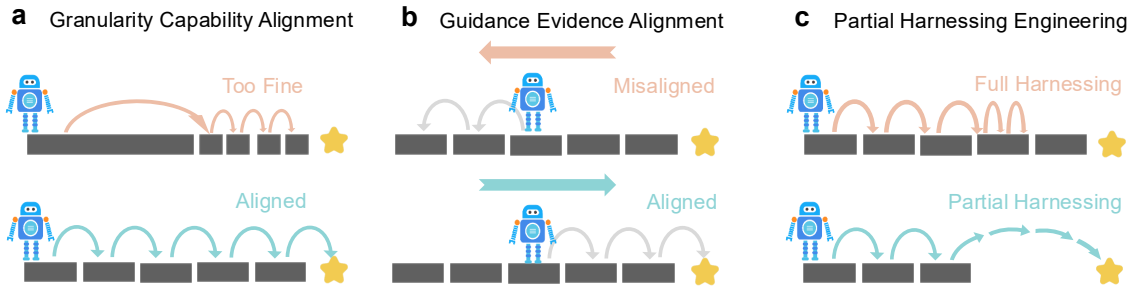 a Granularity Capability Alignment
Too Fine
Aligned
b Guidance Evidence Alignment
Misaligned
Aligned
c Partial Harnessing Engineering
Full Harnessing
Partial Harnessing